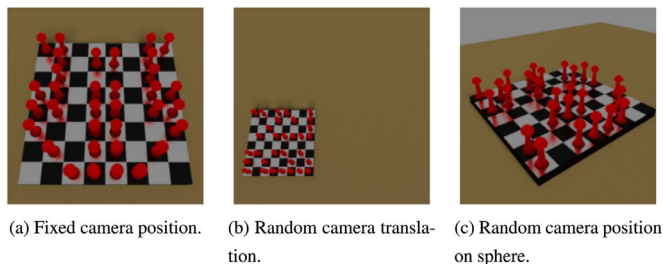 (a) Fixed camera position.
(b) Random camera transla-
tion.
(c) Random camera position
on sphere.